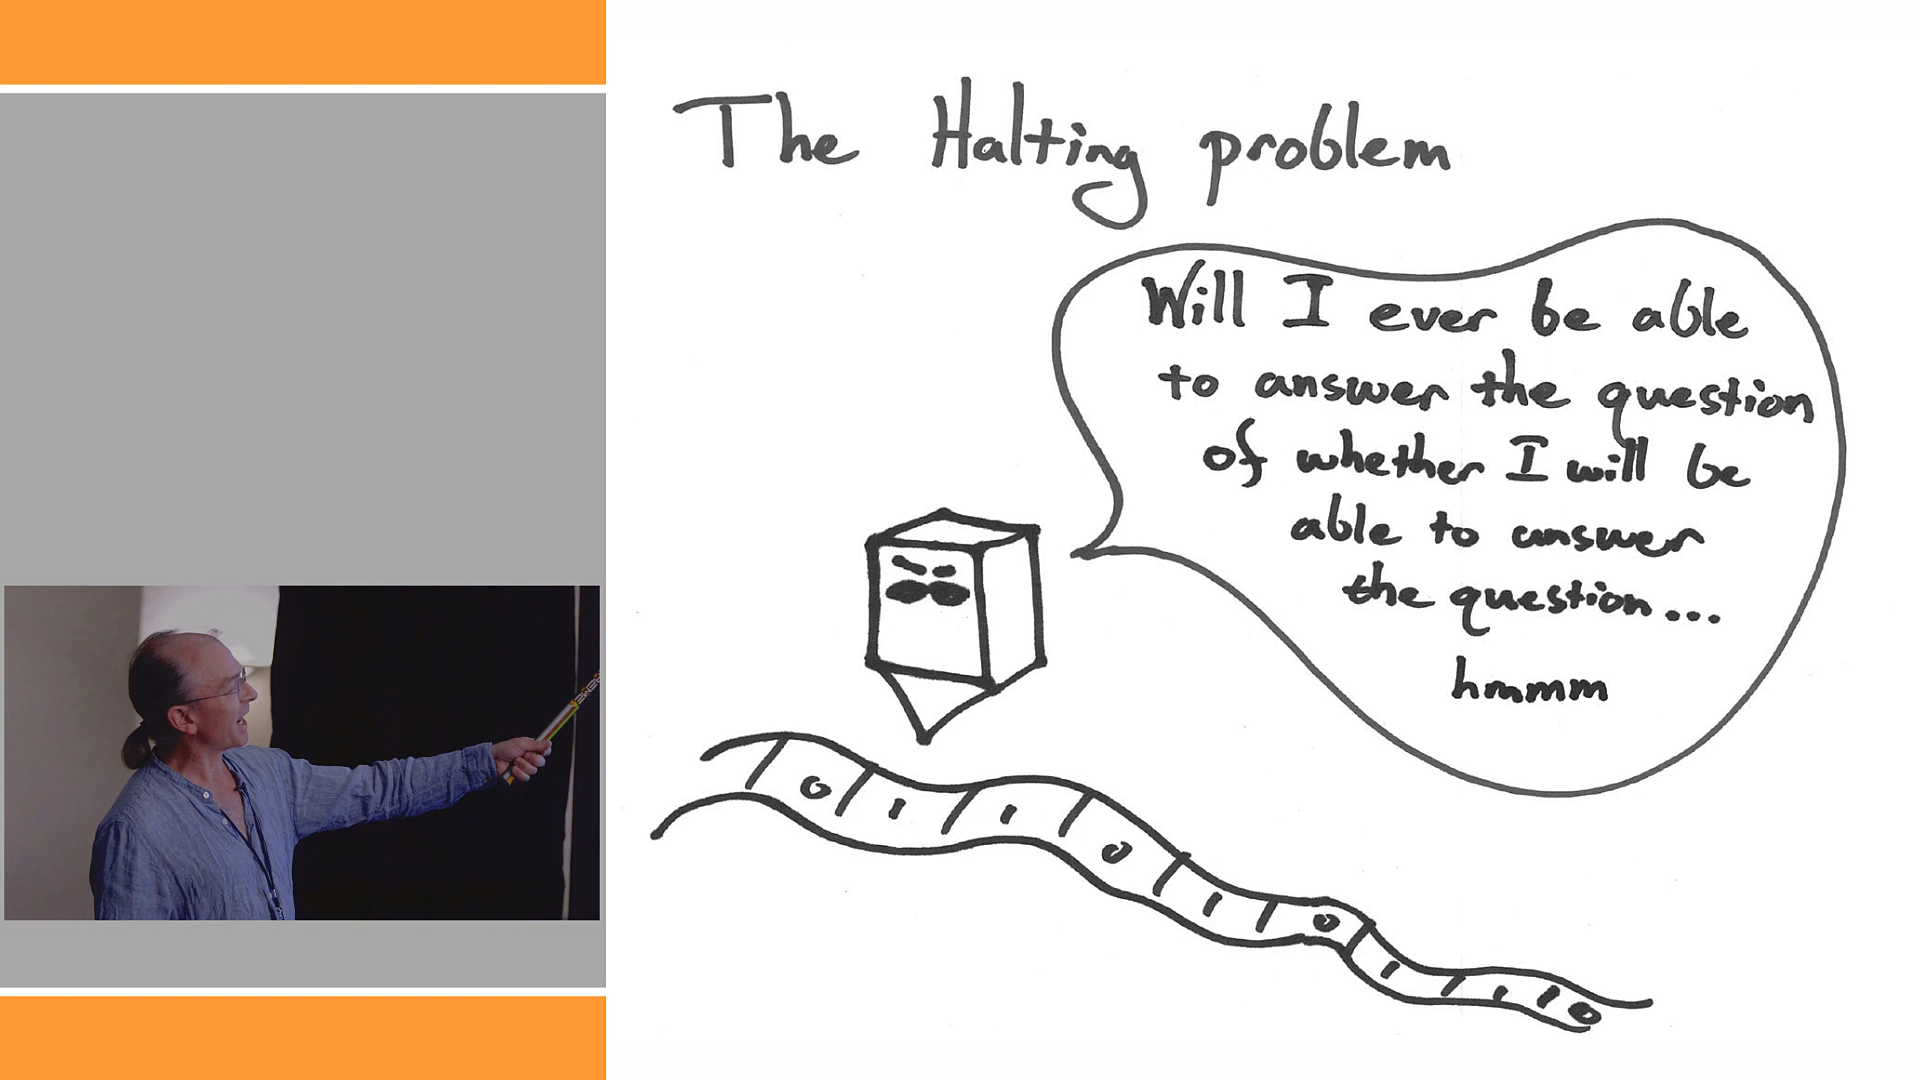 The Halting problem
Will I ever be able
to answer the question
of whether I will be
able to answer
the question...
hmmm
0 1 1 0 1 0 1 1 1 0